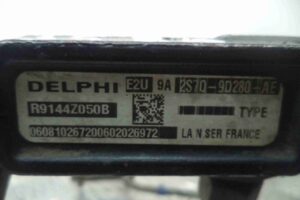 DELPHI E2U 9A 2S7Q-9D280-AE
R9144Z050B TYPE
060810267200602026972 LA N SER FRANCE